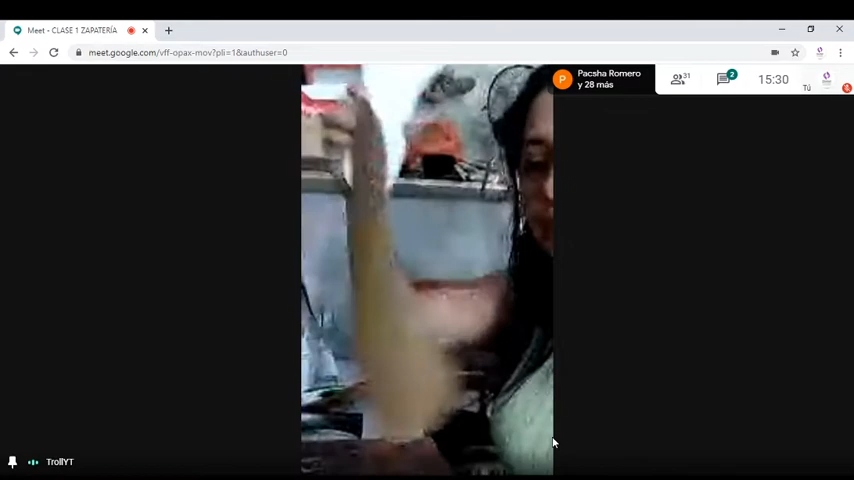 Meet - CLASE 1 ZAPATERÍA
meet.google.com/vff-opax-mov?pli=1&authuser=0
P
Pacsha Romero
y 28 más
31
2
15:30
Tú
TrollYT